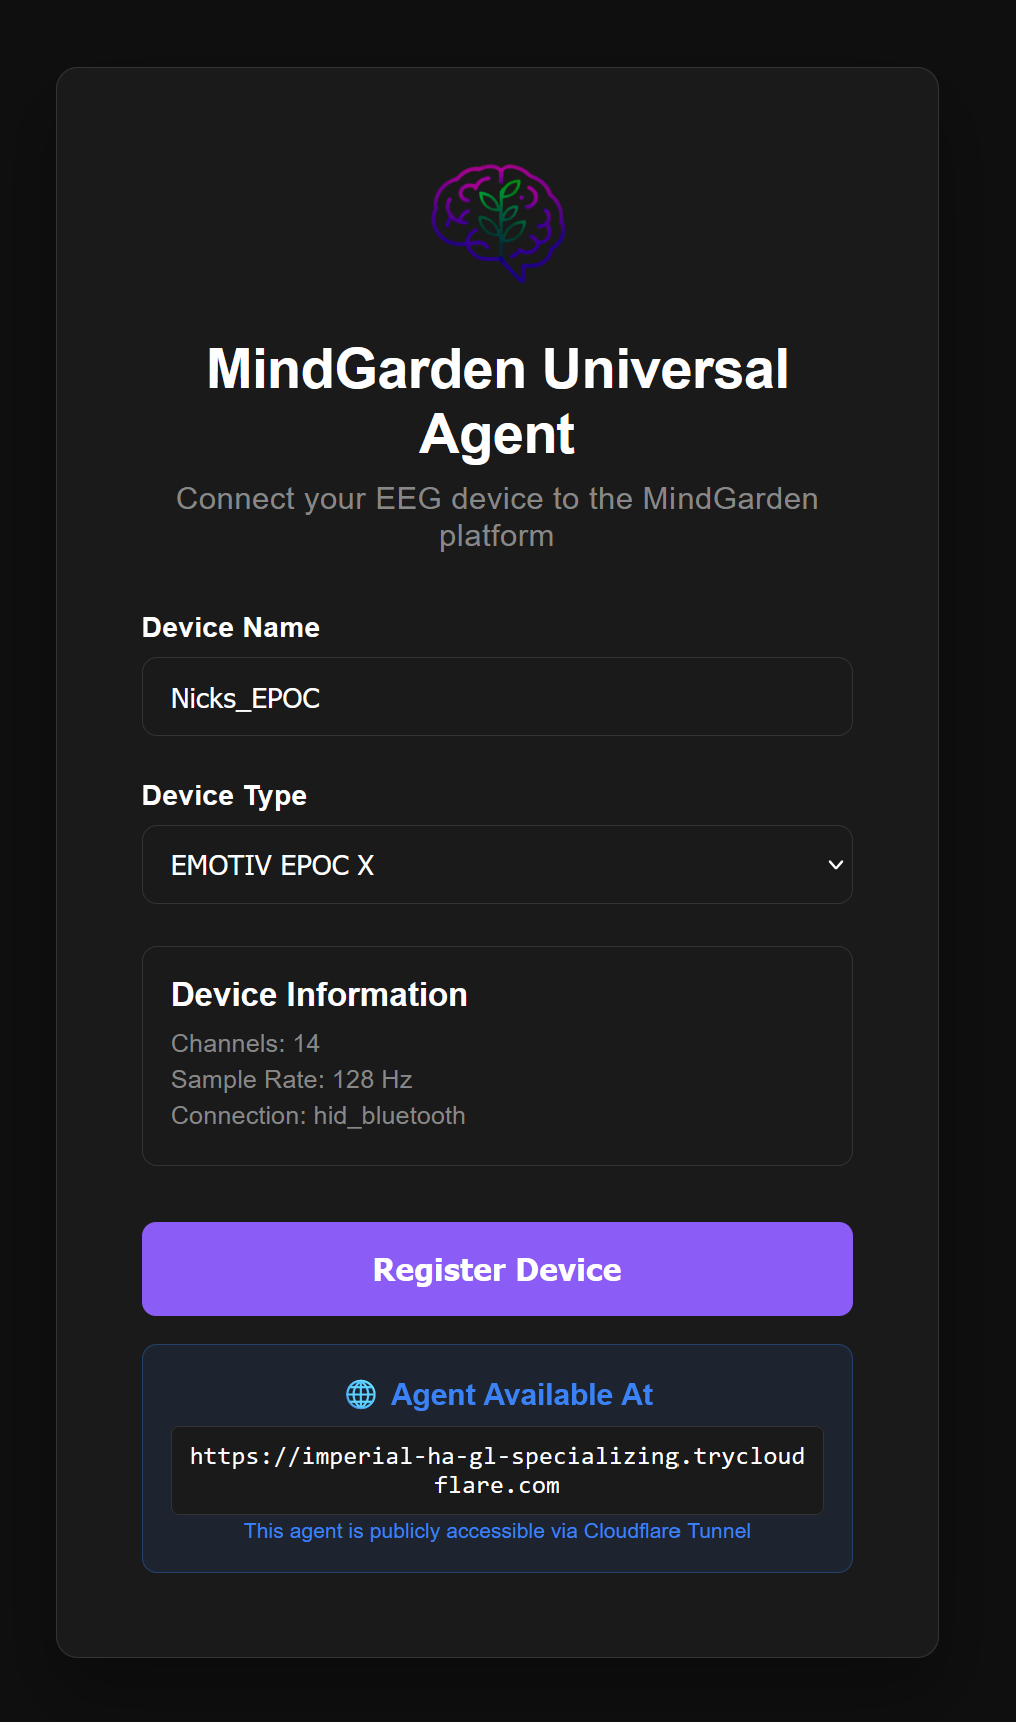 MindGarden Universal
Agent
Connect your EEG device to the MindGarden
platform
Device Name
Nicks_EPOC
Device Type
EMOTIV EPOC X
Device Information
Channels: 14
Sample Rate: 128 Hz
Connection: hid_bluetooth
Register Device
🌐 Agent Available At
https://imperial-ha-gl-specializing.trycloud
flare.com
This agent is publicly accessible via Cloudflare Tunnel